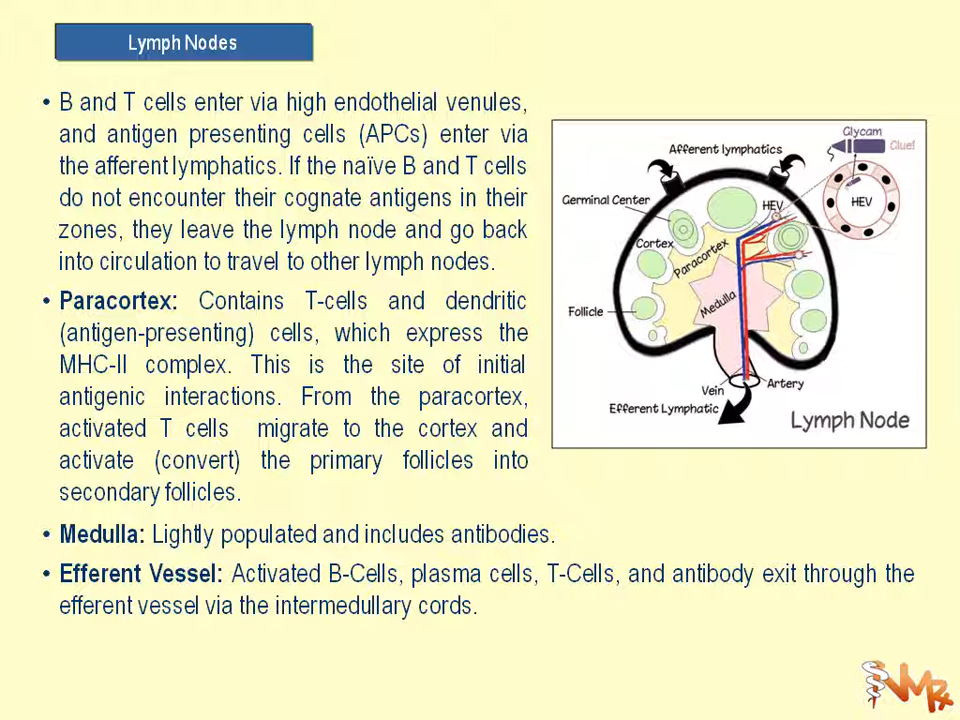 Lymph Nodes
• B and T cells enter via high endothelial venules,
and antigen presenting cells (APCs) enter via
the afferent lymphatics. If the naïve B and T cells
do not encounter their cognate antigens in their
zones, they leave the lymph node and go back
into circulation to travel to other lymph nodes.
• Paracortex: Contains T-cells and dendritic
(antigen-presenting) cells, which express the
MHC-II complex. This is the site of initial
antigenic interactions. From the paracortex,
activated T cells migrate to the cortex and
activate (convert) the primary follicles into
secondary follicles.
• Medulla: Lightly populated and includes antibodies.
• Efferent Vessel: Activated B-Cells, plasma cells, T-Cells, and antibody exit through the
efferent vessel via the intermedullary cords.
Glycam
Glue!
Afferent lymphatics
Germinal Center
HEV
HEV
Cortex
Paracortex
Medulla
Follicle
Vein
Artery
Efferent Lymphatic
Lymph Node
VMRx